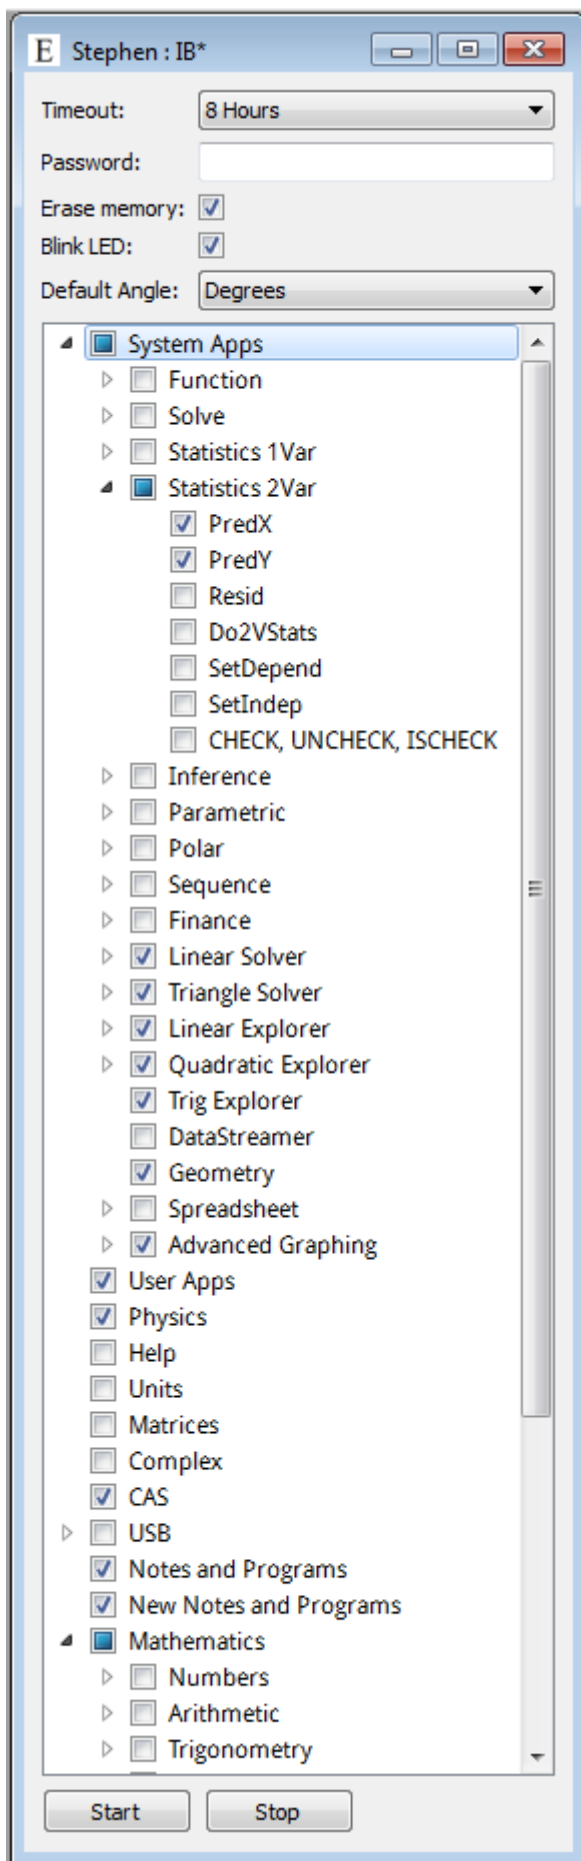 E Stephen : IB*
Timeout: 8 Hours
Password:
Erase memory:
Blink LED:
Default Angle: Degrees
System Apps
Function
Solve
Statistics 1Var
Statistics 2Var
PredX
PredY
Resid
Do2VStats
SetDepend
SetIndep
CHECK, UNCHECK, ISCHECK
Inference
Parametric
Polar
Sequence
Finance
Linear Solver
Triangle Solver
Linear Explorer
Quadratic Explorer
Trig Explorer
DataStreamer
Geometry
Spreadsheet
Advanced Graphing
User Apps
Physics
Help
Units
Matrices
Complex
CAS
USB
Notes and Programs
New Notes and Programs
Mathematics
Numbers
Arithmetic
Trigonometry
Start Stop